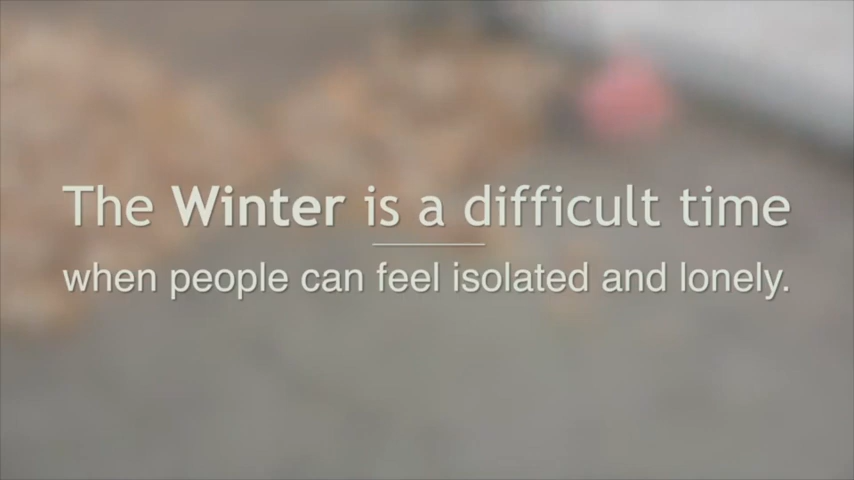 The Winter is a difficult time
when people can feel isolated and lonely.